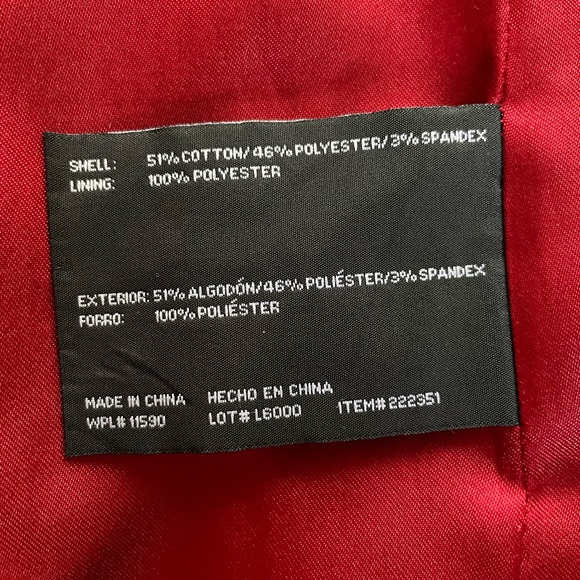 SHELL: 51% COTTON/46% POLYESTER/3% SPANDEX
LINING: 100% POLYESTER
EXTERIOR: 51% ALGODÓN/46% POLIÉSTER/3% SPANDEX
FORRO: 100% POLIÉSTER
MADE IN CHINA HECHO EN CHINA
WPL# 11590 LOT# L6000 ITEM# 222351